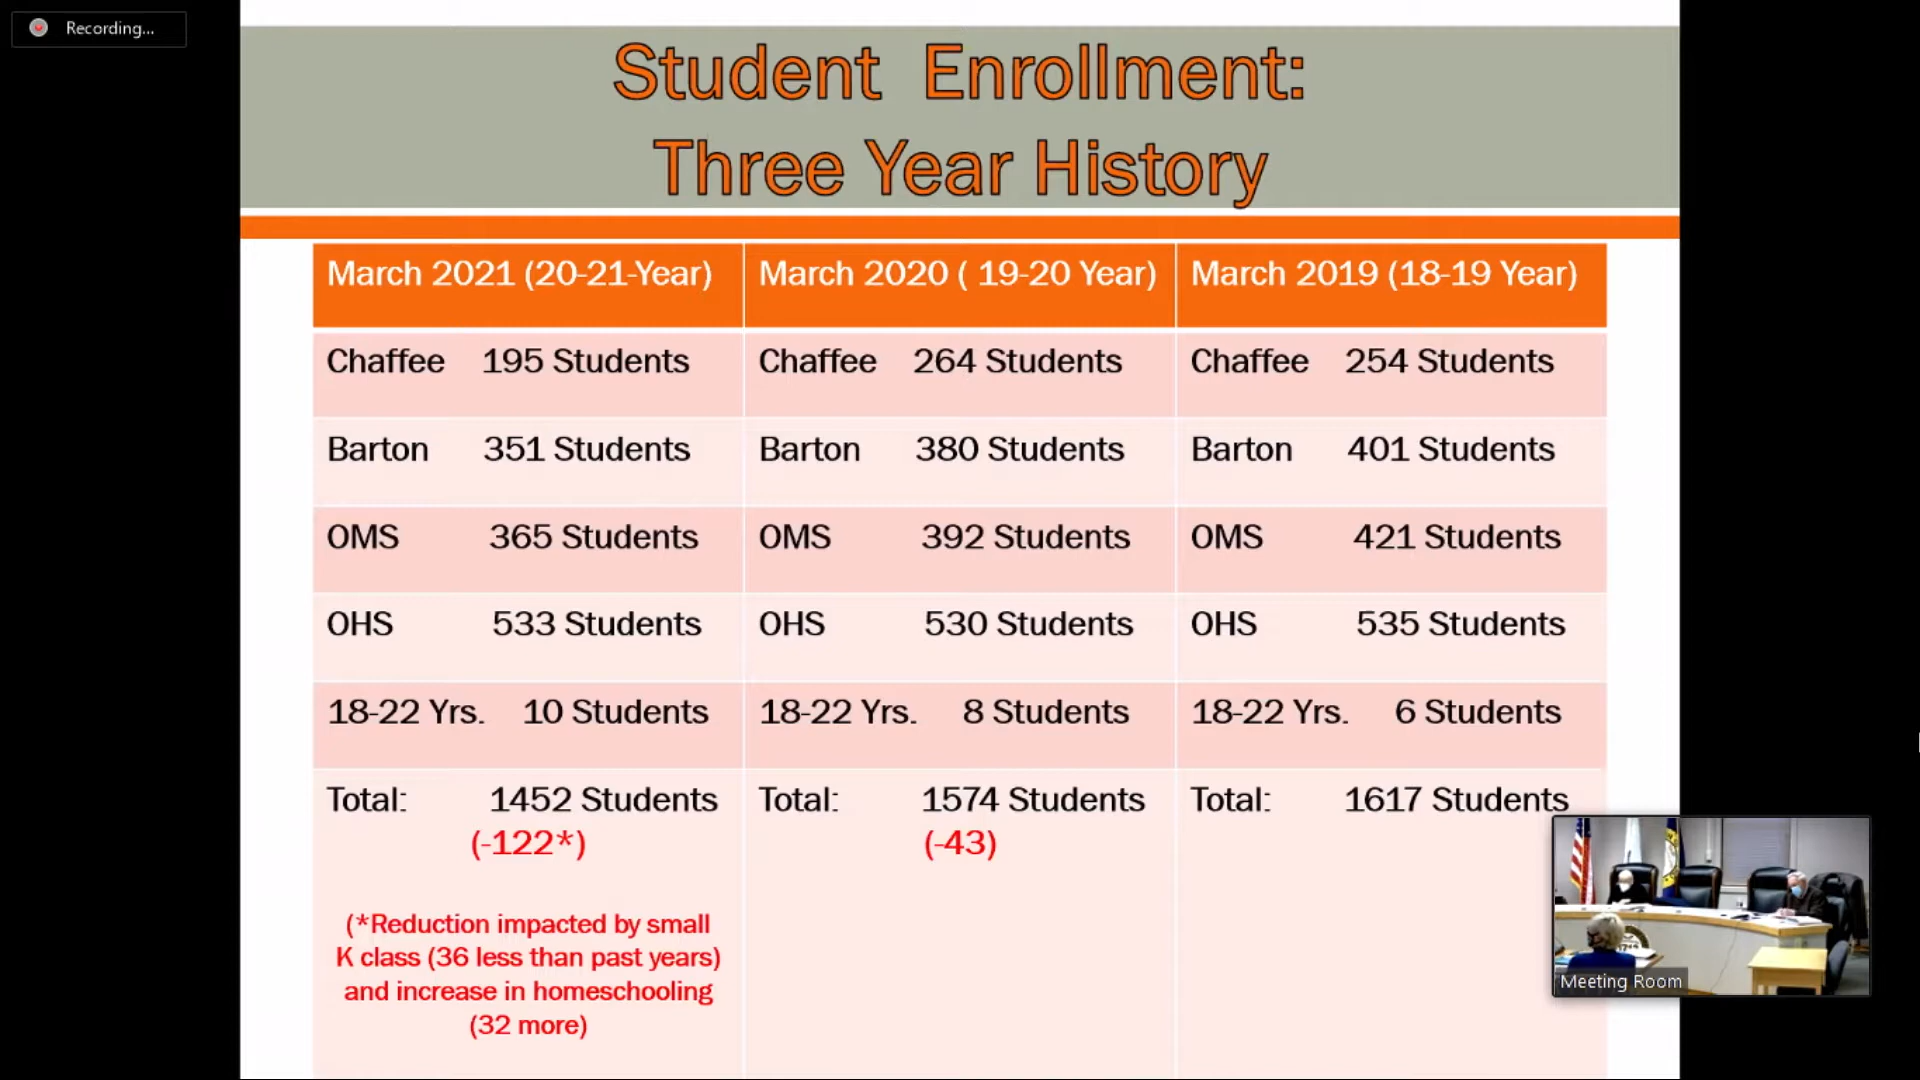 Recording...
Student Enrollment:
Three Year History
March 2021 (20-21-Year) March 2020 ( 19-20 Year) March 2019 (18-19 Year)
Chaffee 195 Students Chaffee 264 Students Chaffee 254 Students
Barton 351 Students Barton 380 Students Barton 401 Students
OMS 365 Students OMS 392 Students OMS 421 Students
OHS 533 Students OHS 530 Students OHS 535 Students
18-22 Yrs. 10 Students 18-22 Yrs. 8 Students 18-22 Yrs. 6 Students
Total: 1452 Students Total: 1574 Students Total: 1617 Students
(-122*) (-43)
(*Reduction impacted by small
K class (36 less than past years)
and increase in homeschooling
(32 more)
Meeting Room